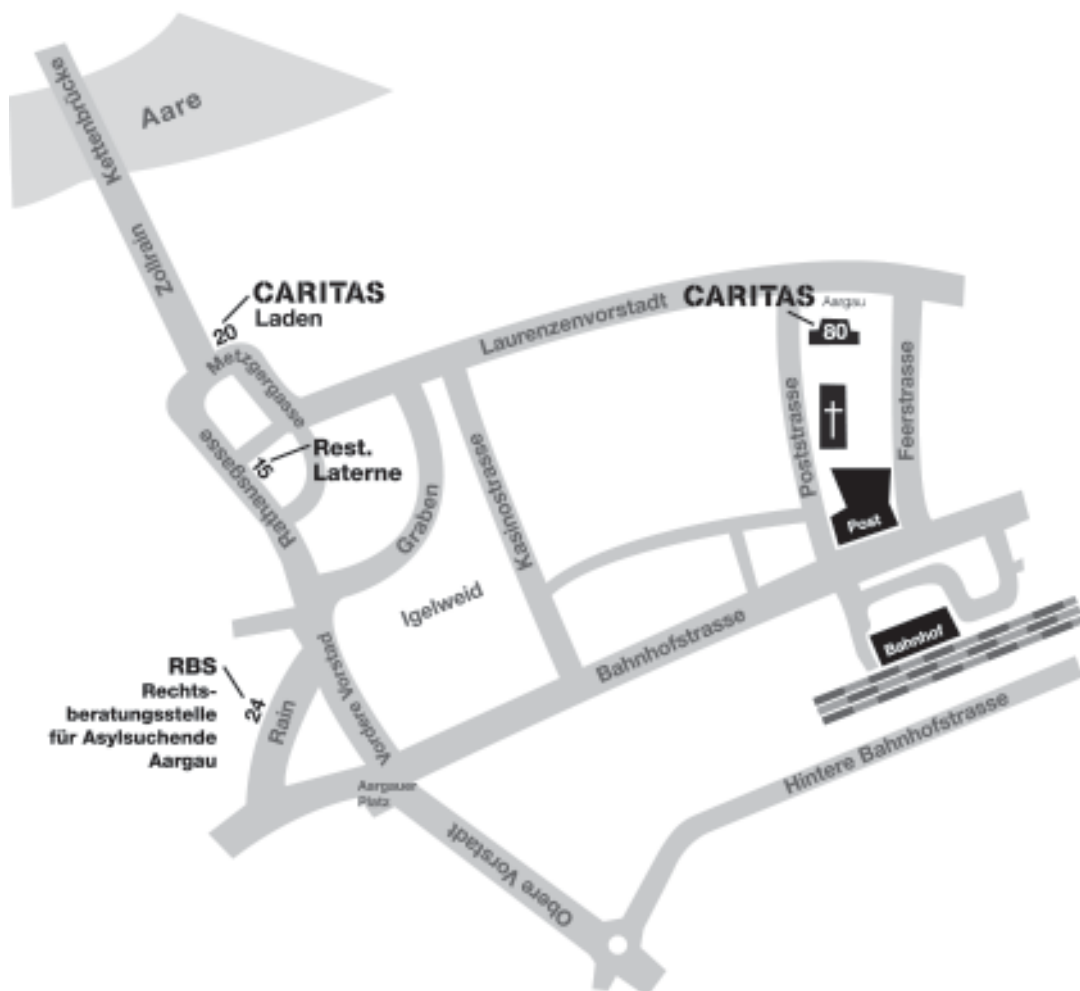 Kettenbrücke
Aare
Zollrain
CARITAS
Laden
20
Metzgergasse
Laurenzenvorstadt
CARITAS Aargau
80
Rathausgasse
15
Rest.
Laterne
Graben
Kasinostrasse
Poststrasse
Feerstrasse
Post
Igelweid
Bahnhofstrasse
Bahnhof
RBS
Rechts-
beratungsstelle
für Asylsuchende
Aargau
24
Rain
Vordere Vorstad
Aargauer
Platz
Obere Vorstadt
Hintere Bahnhofstrasse